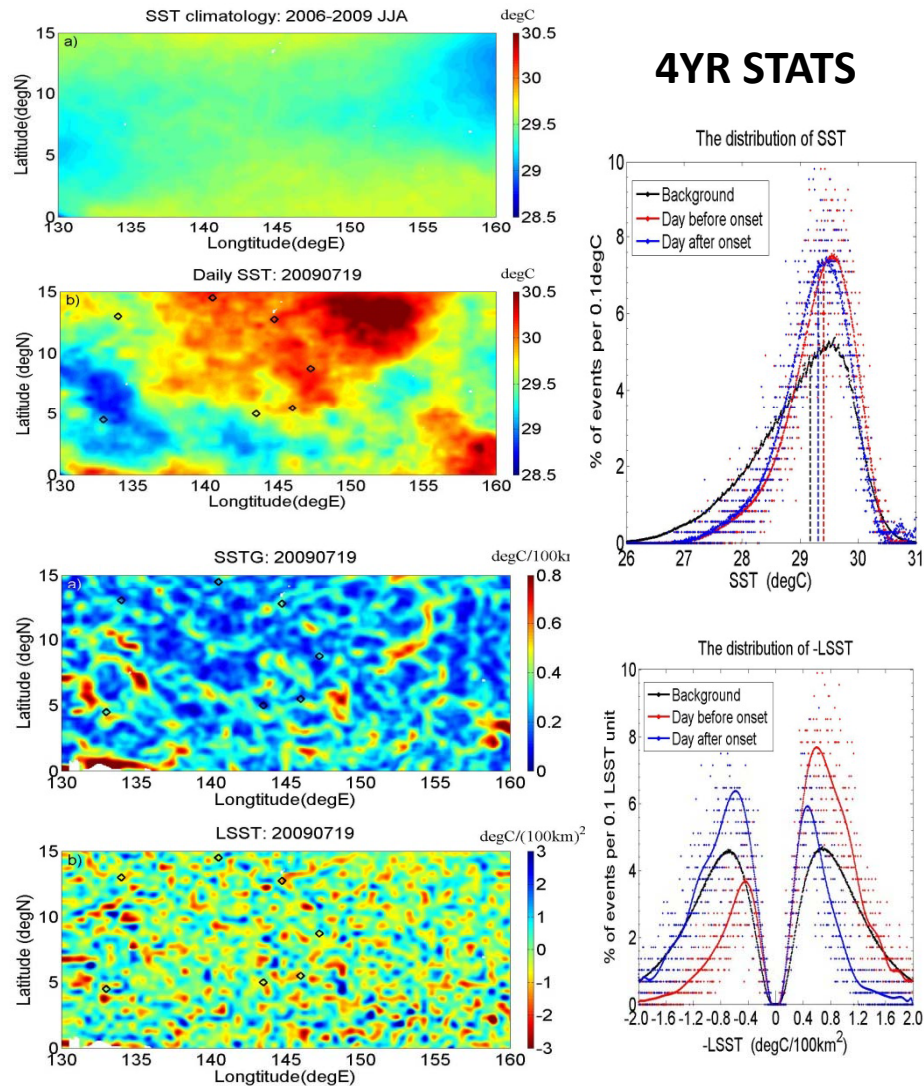 SST climatology: 2006-2009 JJA
degC
a)
15
10
5
0
Latitude(degN)
130 135 140 145 150 155 160
Longtitude(degE)
30.5
30
29.5
29
28.5
Daily SST: 20090719
degC
b)
15
10
5
0
Latitude (degN)
130 135 140 145 150 155 160
Longtitude(degE)
30.5
30
29.5
29
28.5
SSTG: 20090719
degC/100kı
a)
15
10
5
0
Latitude (degN)
130 135 140 145 150 155 160
Longtitude(degE)
0.8
0.6
0.4
0.2
0
LSST: 20090719
degC/(100km)²
b)
15
10
5
0
Latitude (degN)
130 135 140 145 150 155 160
Longtitude(degE)
3
2
1
0
-1
-2
-3
4YR STATS
The distribution of SST
Background
Day before onset
Day after onset
10
8
6
4
2
0
% of events per 0.1degC
26 27 28 29 30 31
SST (degC)
The distribution of -LSST
Background
Day before onset
Day after onset
10
8
6
4
2
0
% of events per 0.1 LSST unit
-2.0 -1.6 -1.2 -0.8 -0.4 0 0.4 0.8 1.2 1.6 2.0
-LSST (degC/100km²)